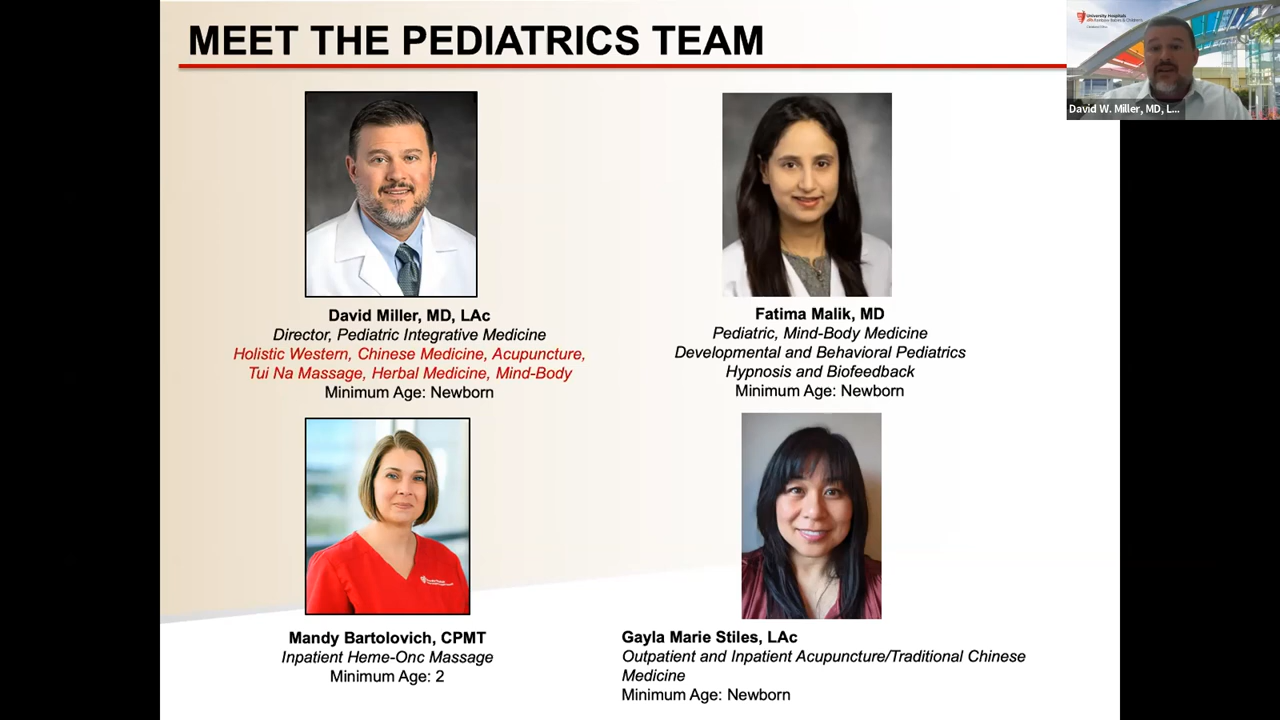 MEET THE PEDIATRICS TEAM
University Hospitals
David W. Miller, MD, L...
David Miller, MD, LAc
Director, Pediatric Integrative Medicine
Holistic Western, Chinese Medicine, Acupuncture,
Tui Na Massage, Herbal Medicine, Mind-Body
Minimum Age: Newborn
Fatima Malik, MD
Pediatric, Mind-Body Medicine
Developmental and Behavioral Pediatrics
Hypnosis and Biofeedback
Minimum Age: Newborn
Mandy Bartolovich, CPMT
Inpatient Heme-Onc Massage
Minimum Age: 2
Gayla Marie Stiles, LAc
Outpatient and Inpatient Acupuncture/Traditional Chinese
Medicine
Minimum Age: Newborn